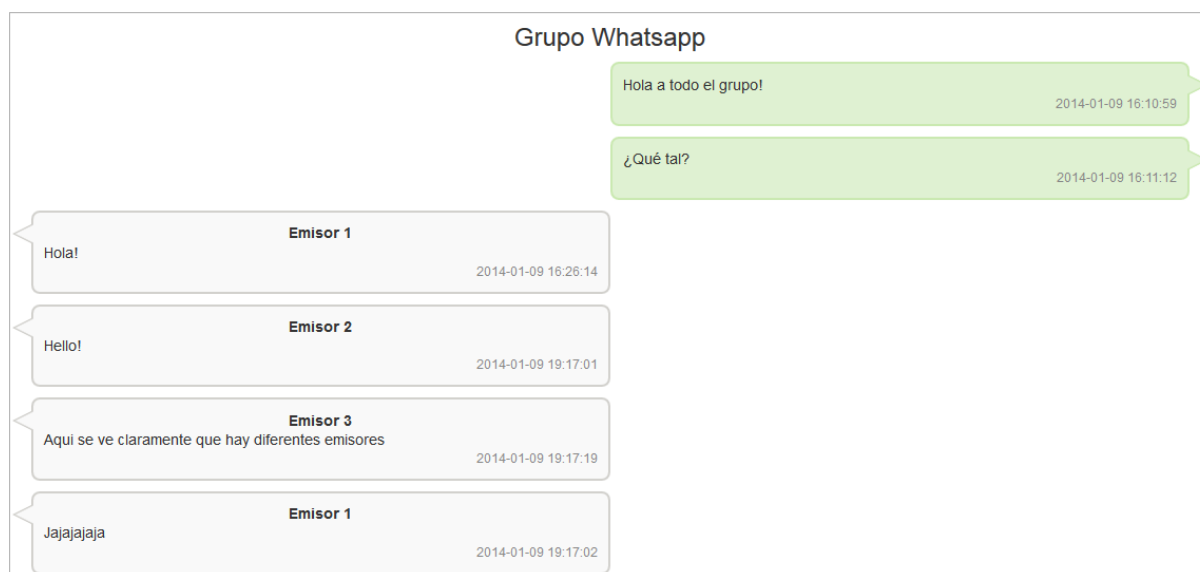 Grupo Whatsapp
Hola a todo el grupo!
2014-01-09 16:10:59
¿Qué tal?
2014-01-09 16:11:12
Emisor 1
Hola!
2014-01-09 16:26:14
Emisor 2
Hello!
2014-01-09 19:17:01
Emisor 3
Aqui se ve claramente que hay diferentes emisores
2014-01-09 19:17:19
Emisor 1
Jajajajaja
2014-01-09 19:17:02